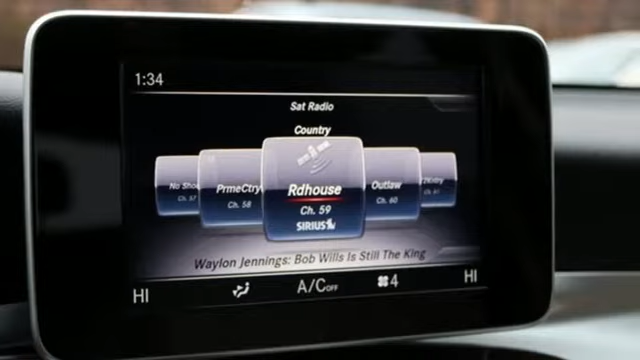 1:34
Sat Radio
Country
No Sho
Ch. 57
PrmeCtry
Ch. 58
Rdhouse
Ch. 59
SIRIUS
Outlaw
Ch. 60
Ch. 61
Waylon Jennings: Bob Wills Is Still The King
HI
A/C OFF
4
HI